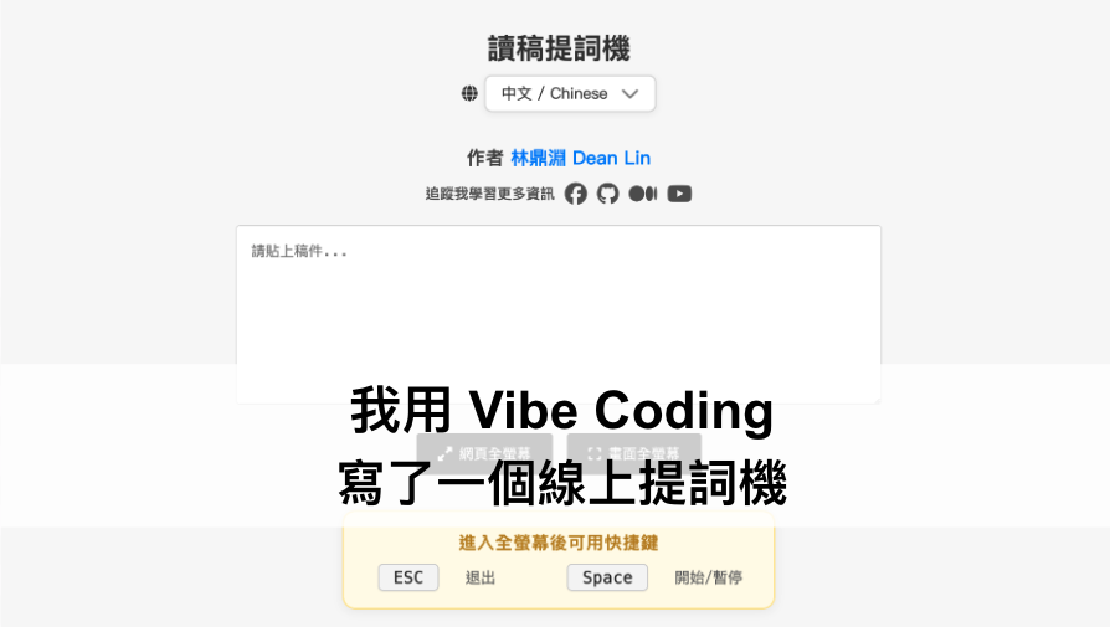 讀稿提詞機
中文 / Chinese
作者 林鼎淵 Dean Lin
追蹤我學習更多資訊
請貼上稿件...
我用 Vibe Coding
網頁全螢幕 畫面全螢幕
寫了一個線上提詞機
進入全螢幕後可用快捷鍵
ESC 退出 Space 開始/暫停